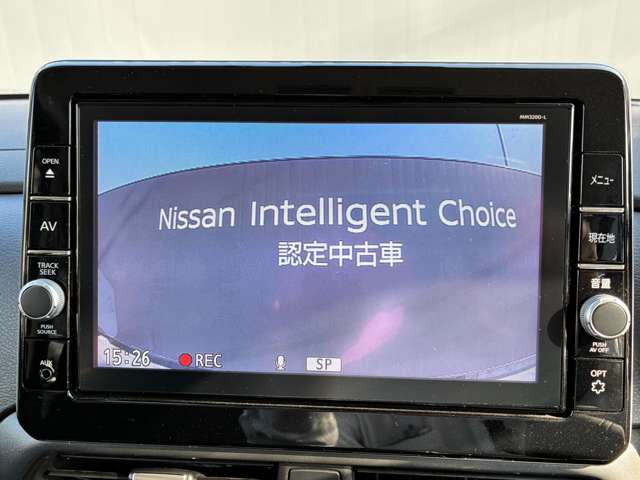 MM320D-L
OPEN
AV
TRACK
SEEK
PUSH
SOURCE
AUX
Nissan Intelligent Choice
認定中古車
15:26 REC SP
メニュー
現在地
音量
PUSH
AV OFF
OPT